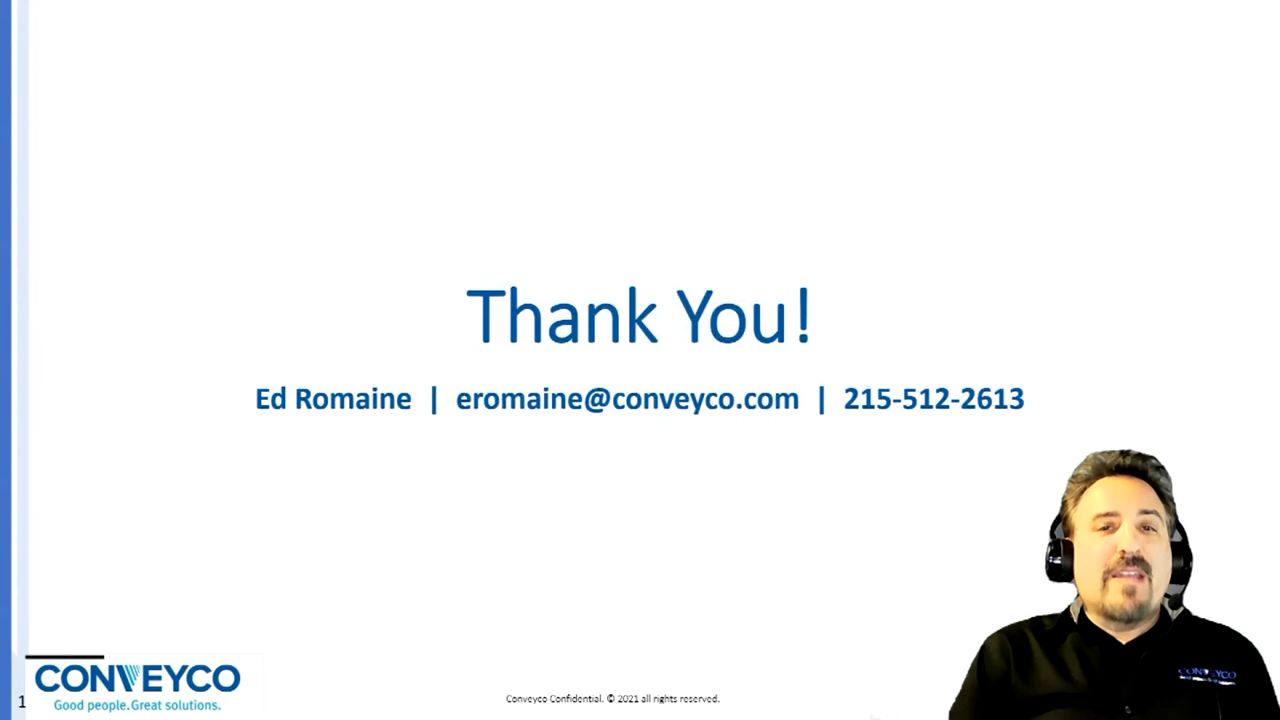 Thank You!
Ed Romaine | eromaine@conveyco.com | 215-512-2613
CONVEYCO
Good people.Great solutions.
1
Conveyco Confidential. © 2021 all rights reserved.
CONVEYCO